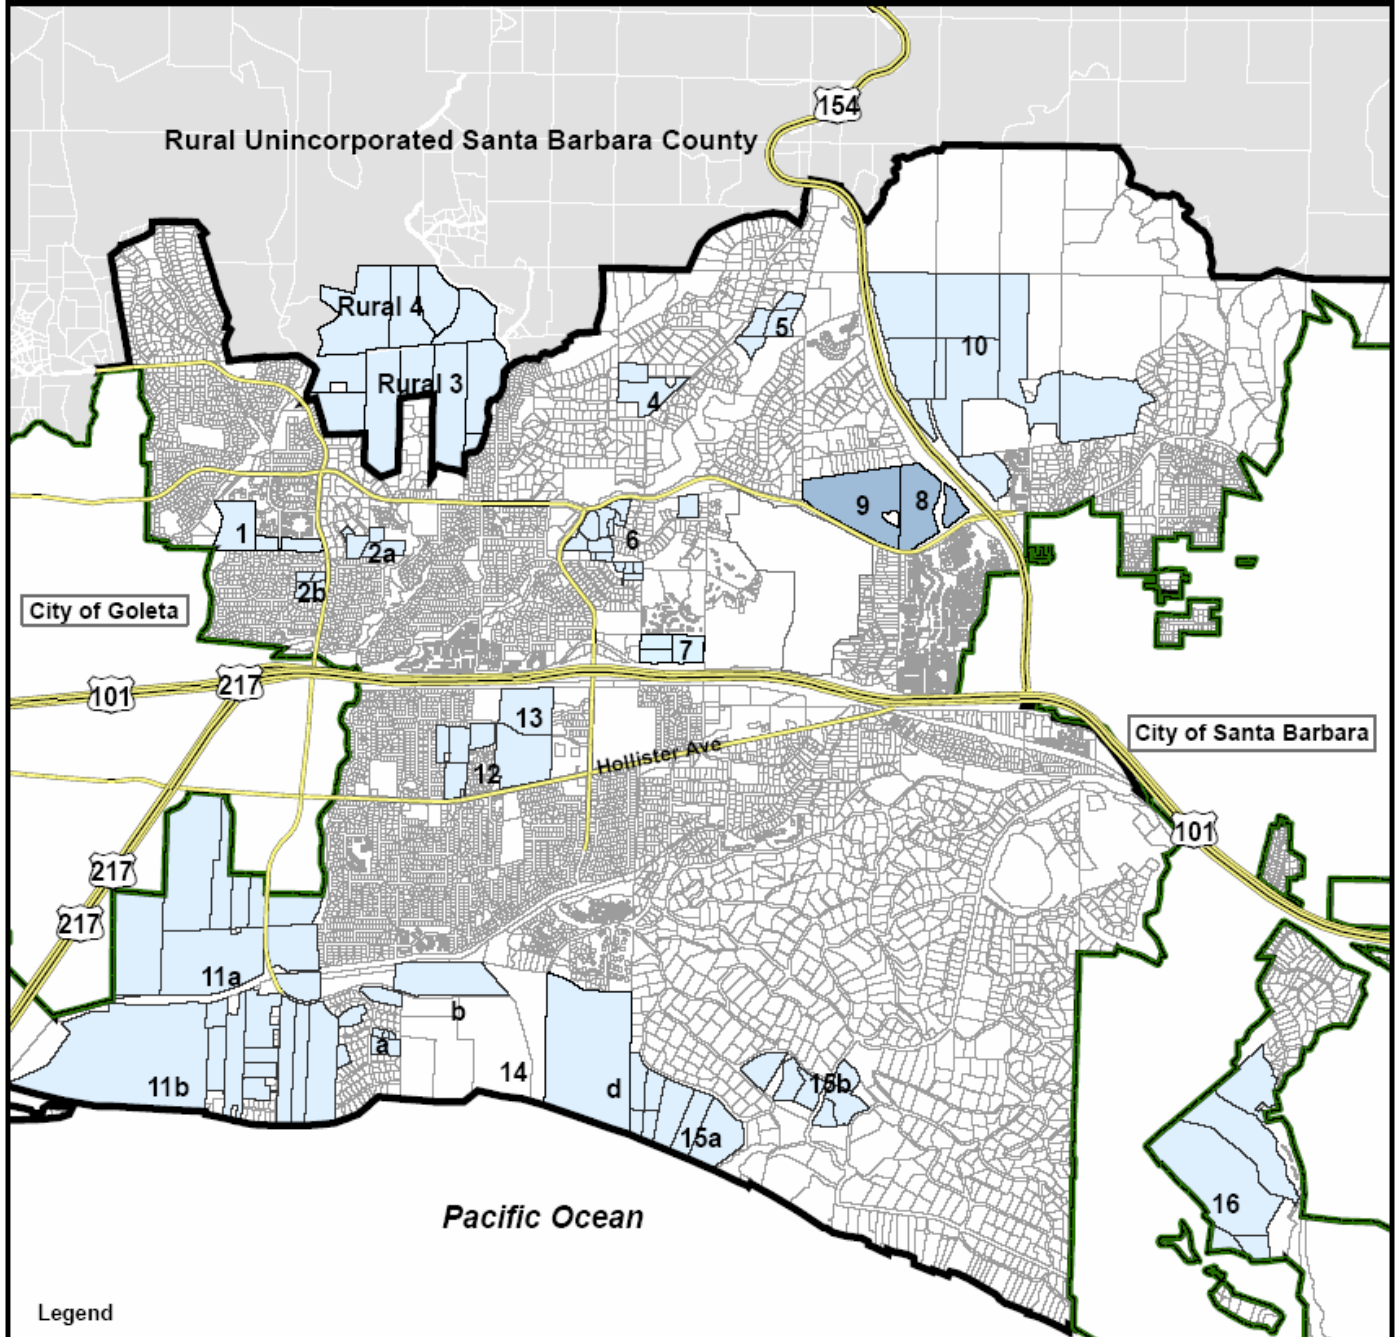 154
Rural Unincorporated Santa Barbara County
Rural 4
5
10
Rural 3
4
9
8
1
6
2a
2b
City of Goleta
7
101
217
13
City of Santa Barbara
Hollister Ave
12
101
217
217
11a
b
a
14
11b
d
15b
15a
16
Pacific Ocean
Legend